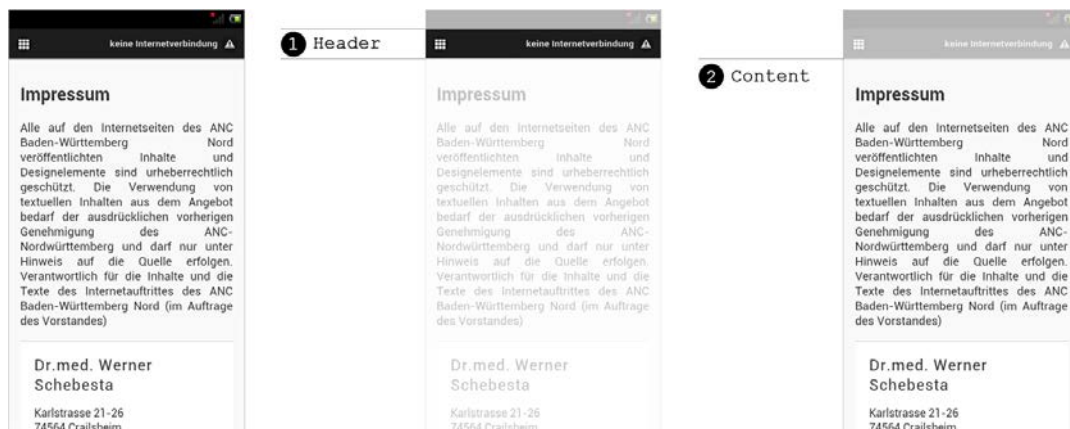 keine Internetverbindung
Impressum
Alle auf den Internetseiten des ANC
Baden-Württemberg Nord
veröffentlichten Inhalte und
Designelemente sind urheberrechtlich
geschützt. Die Verwendung von
textuellen Inhalten aus dem Angebot
bedarf der ausdrücklichen vorherigen
Genehmigung des ANC-
Nordwürttemberg und darf nur unter
Hinweis auf die Quelle erfolgen.
Verantwortlich für die Inhalte und die
Texte des Internetauftrittes des ANC
Baden-Württemberg Nord (im Auftrage
des Vorstandes)
Dr.med. Werner
Schebesta
Karlstrasse 21-26
74564 Crailsheim
1 Header
keine Internetverbindung
Impressum
Alle auf den Internetseiten des ANC
Baden-Württemberg Nord
veröffentlichten Inhalte und
Designelemente sind urheberrechtlich
geschützt. Die Verwendung von
textuellen Inhalten aus dem Angebot
bedarf der ausdrücklichen vorherigen
Genehmigung des ANC-
Nordwürttemberg und darf nur unter
Hinweis auf die Quelle erfolgen.
Verantwortlich für die Inhalte und die
Texte des Internetauftrittes des ANC
Baden-Württemberg Nord (im Auftrage
des Vorstandes)
Dr.med. Werner
Schebesta
Karlstrasse 21-26
74564 Crailsheim
2 Content
keine Internetverbindung
Impressum
Alle auf den Internetseiten des ANC
Baden-Württemberg Nord
veröffentlichten Inhalte und
Designelemente sind urheberrechtlich
geschützt. Die Verwendung von
textuellen Inhalten aus dem Angebot
bedarf der ausdrücklichen vorherigen
Genehmigung des ANC-
Nordwürttemberg und darf nur unter
Hinweis auf die Quelle erfolgen.
Verantwortlich für die Inhalte und die
Texte des Internetauftrittes des ANC
Baden-Württemberg Nord (im Auftrage
des Vorstandes)
Dr.med. Werner
Schebesta
Karlstrasse 21-26
74564 Crailsheim